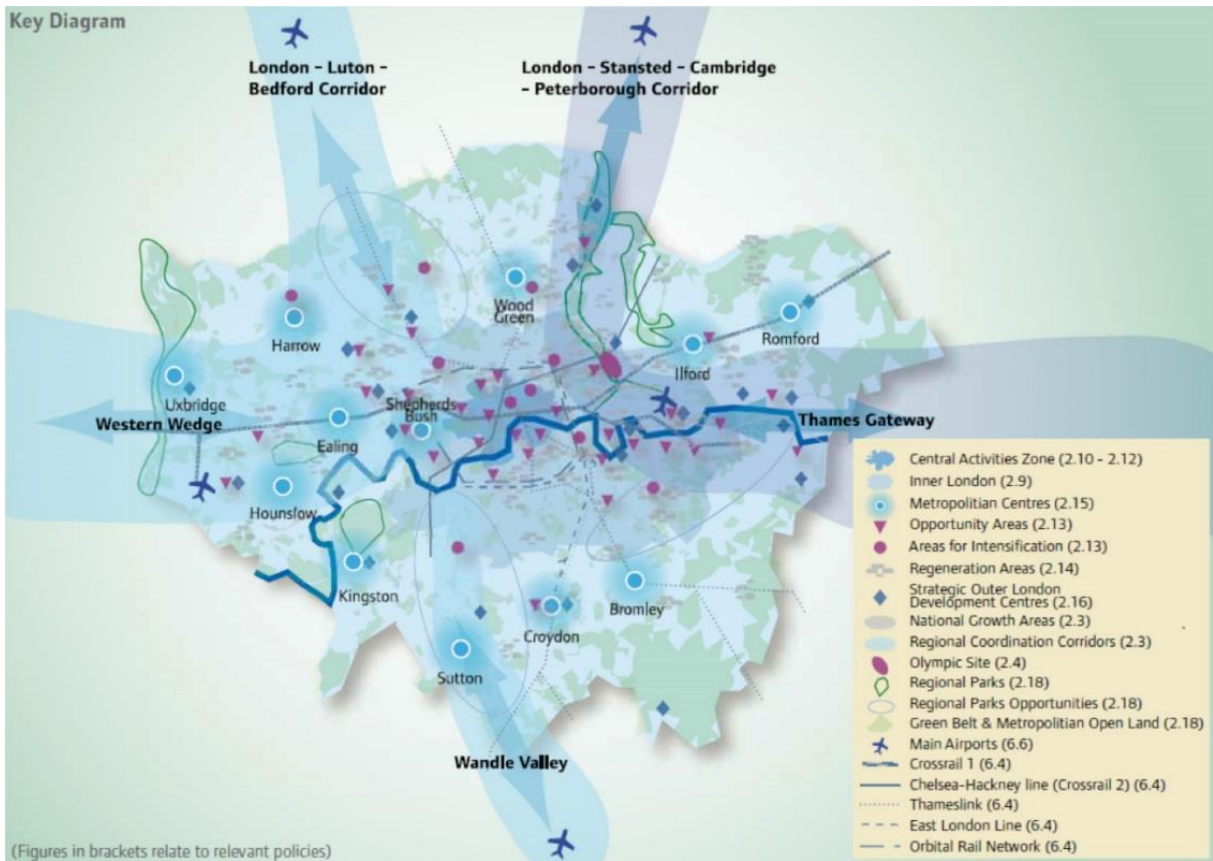 Key Diagram
London – Luton –
Bedford Corridor
London – Stansted – Cambridge
– Peterborough Corridor
Wood
Green
Harrow
Romford
Ilford
Uxbridge
Shepherds
Bush
Western Wedge
Ealing
Thames Gateway
Hounslow
Kingston
Bromley
Croydon
Sutton
Wandle Valley
Central Activities Zone (2.10 - 2.12)
Inner London (2.9)
Metropolitian Centres (2.15)
Opportunity Areas (2.13)
Areas for Intensification (2.13)
Regeneration Areas (2.14)
Strategic Outer London
Development Centres (2.16)
National Growth Areas (2.3)
Regional Coordination Corridors (2.3)
Olympic Site (2.4)
Regional Parks (2.18)
Regional Parks Opportunities (2.18)
Green Belt & Metropolitian Open Land (2.18)
Main Airports (6.6)
Crossrail 1 (6.4)
Chelsea-Hackney line (Crossrail 2) (6.4)
Thameslink (6.4)
East London Line (6.4)
Orbital Rail Network (6.4)
(Figures in brackets relate to relevant policies)